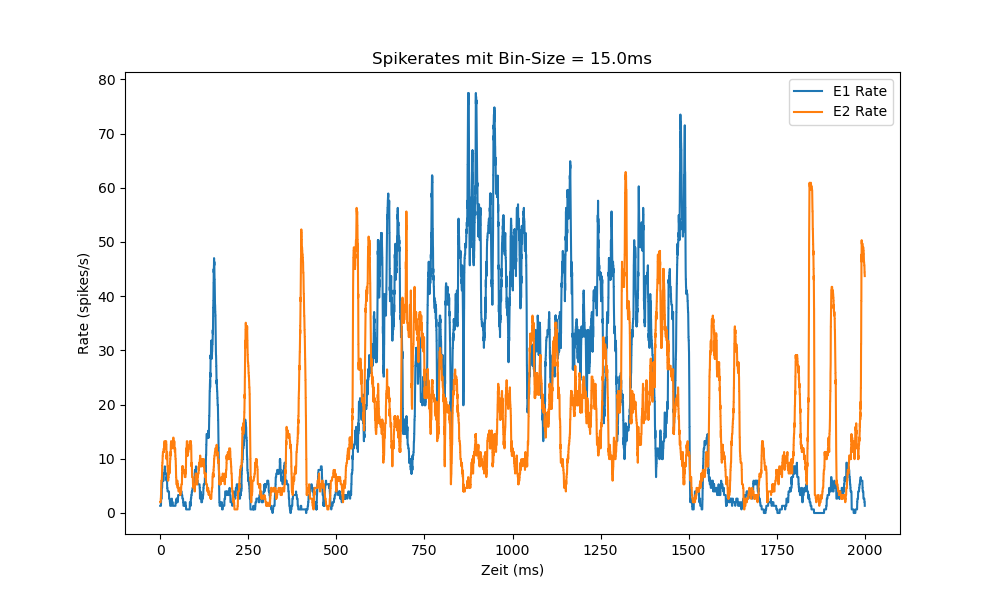 Spikerates mit Bin-Size = 15.0ms
E1 Rate
E2 Rate
Rate (spikes/s)
80
70
60
50
40
30
20
10
0
0 250 500 750 1000 1250 1500 1750 2000
Zeit (ms)